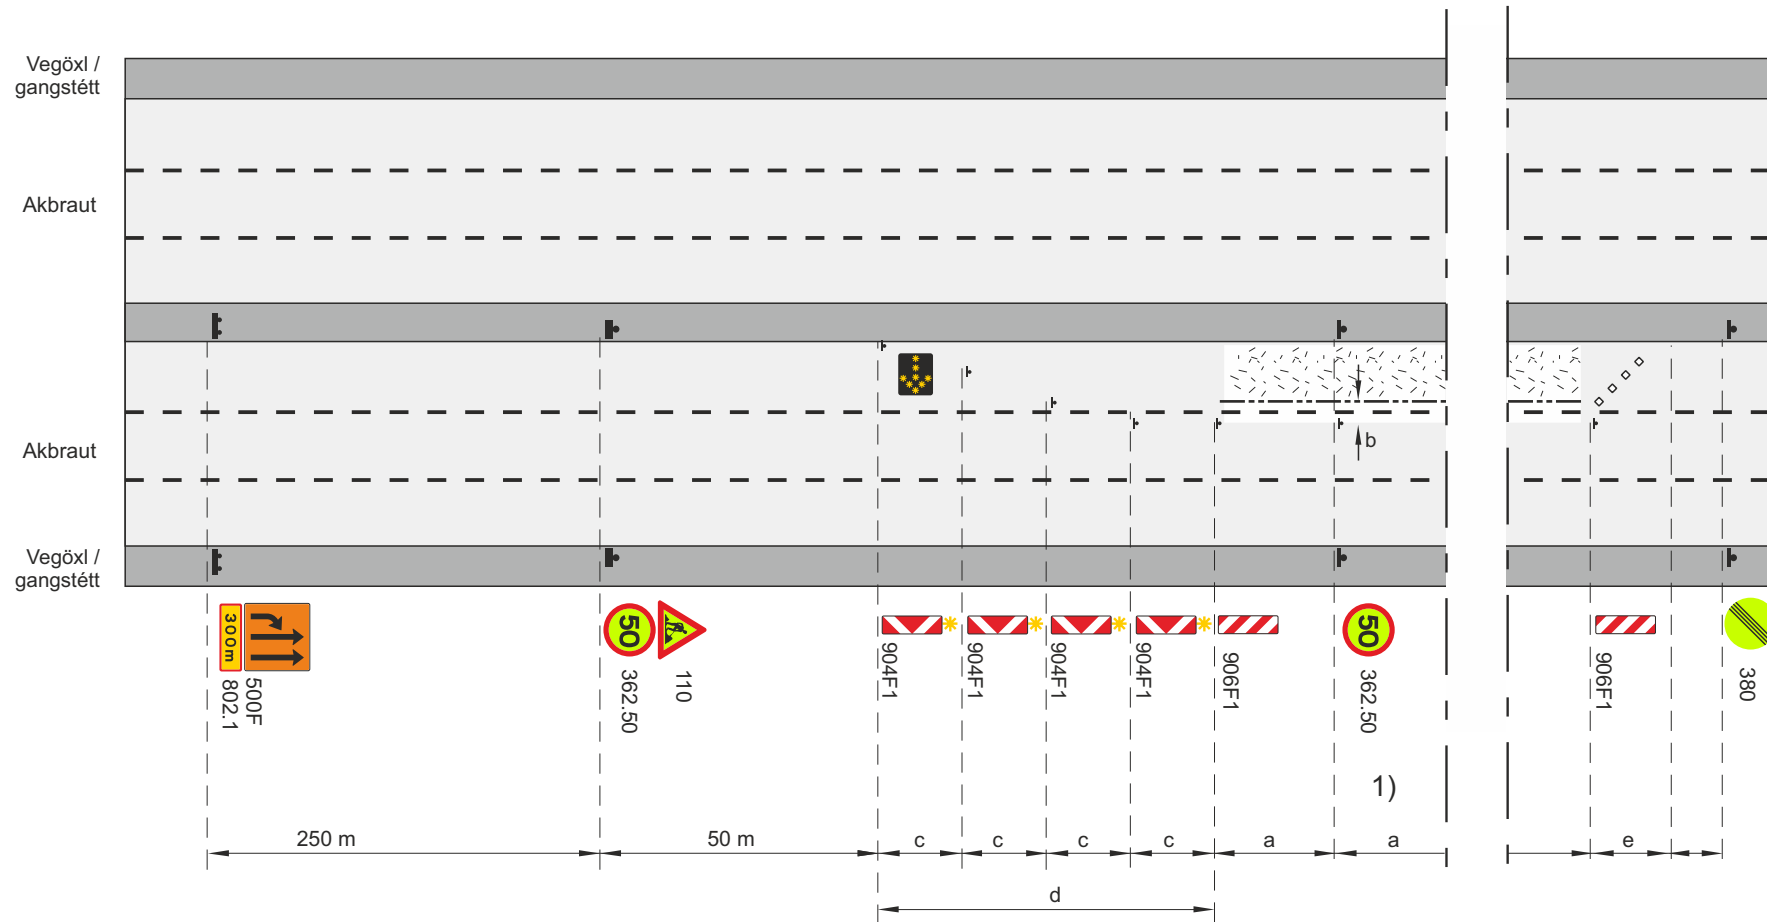 Vegöxl /
gangstétt
Akbraut
Akbraut
Vegöxl /
gangstétt
b
300m
500F
802.1
50
362.50
110
904F1
904F1
904F1
904F1
906F1
50
362.50
906F1
380
1)
250 m
50 m
c
c
c
c
a
a
e
d